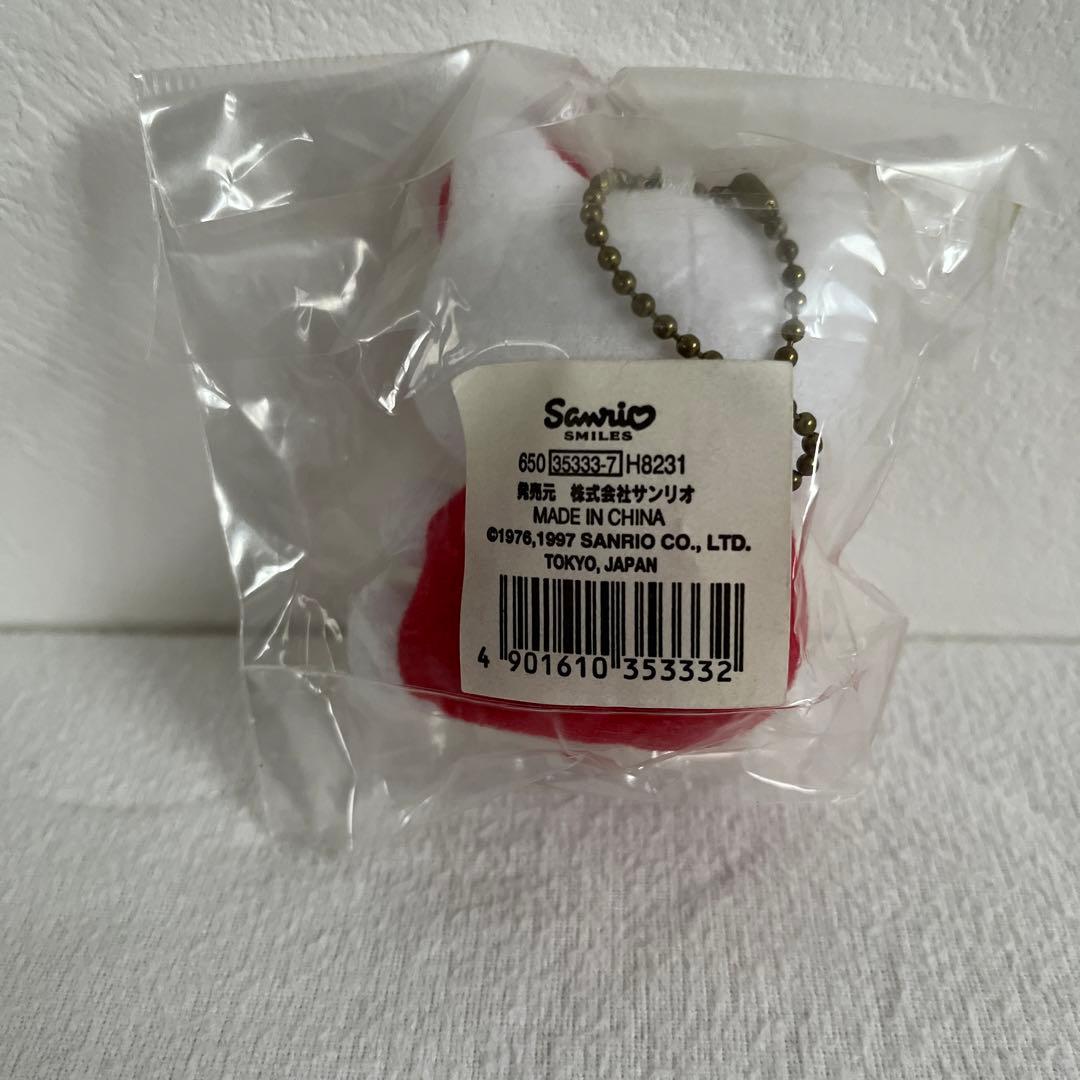 Sanrio
SMILES
650 35333-7 H8231
発売元 株式会社サンリオ
MADE IN CHINA
©1976,1997 SANRIO CO., LTD.
TOKYO, JAPAN
4 901610 353332